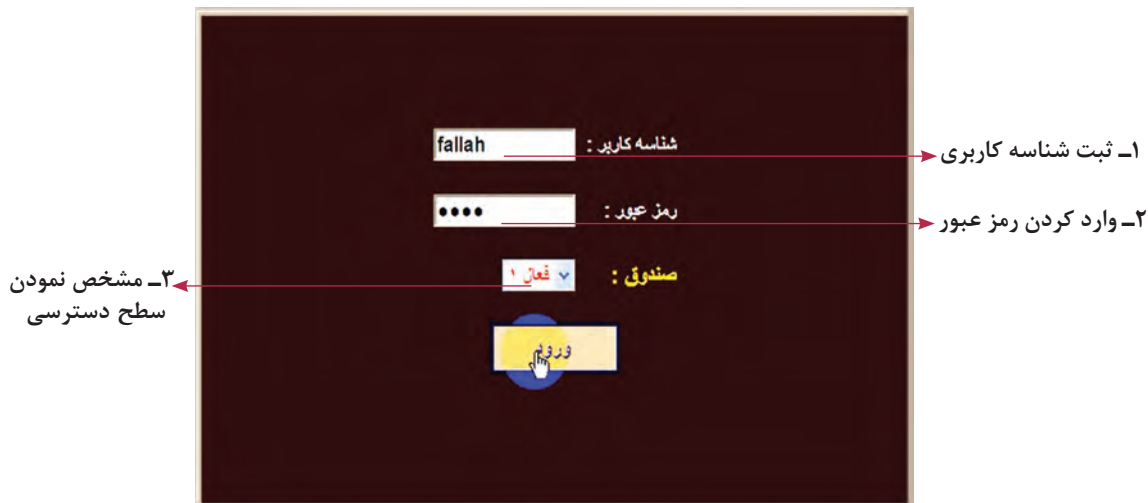 شناسه کاربر :
fallah
۱ـ ثبت شناسه کاربری
رمز عبور :
••••
۲ـ وارد کردن رمز عبور
صندوق :
فعال ۱
۳ـ مشخص نمودن
سطح دسترسی
ورود